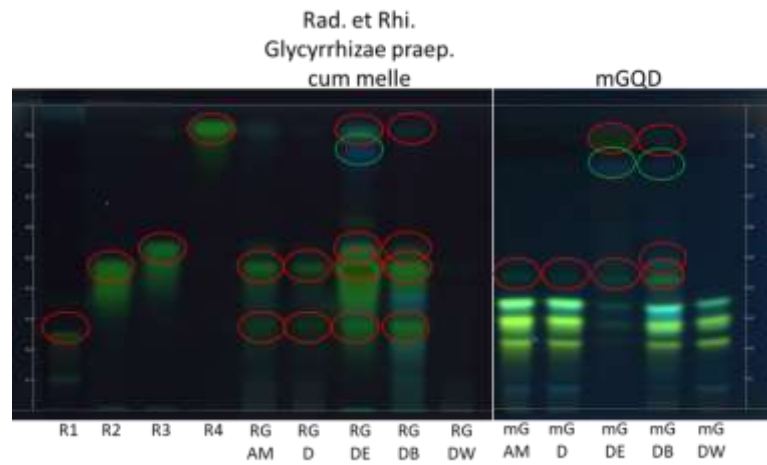 Rad. et Rhi.
Glycyrrhizae praep.
cum melle
mGQD
R1 R2 R3 R4 RG RG RG RG RG mG mG mG mG mG
AM D DE DB DW AM D DE DB DW